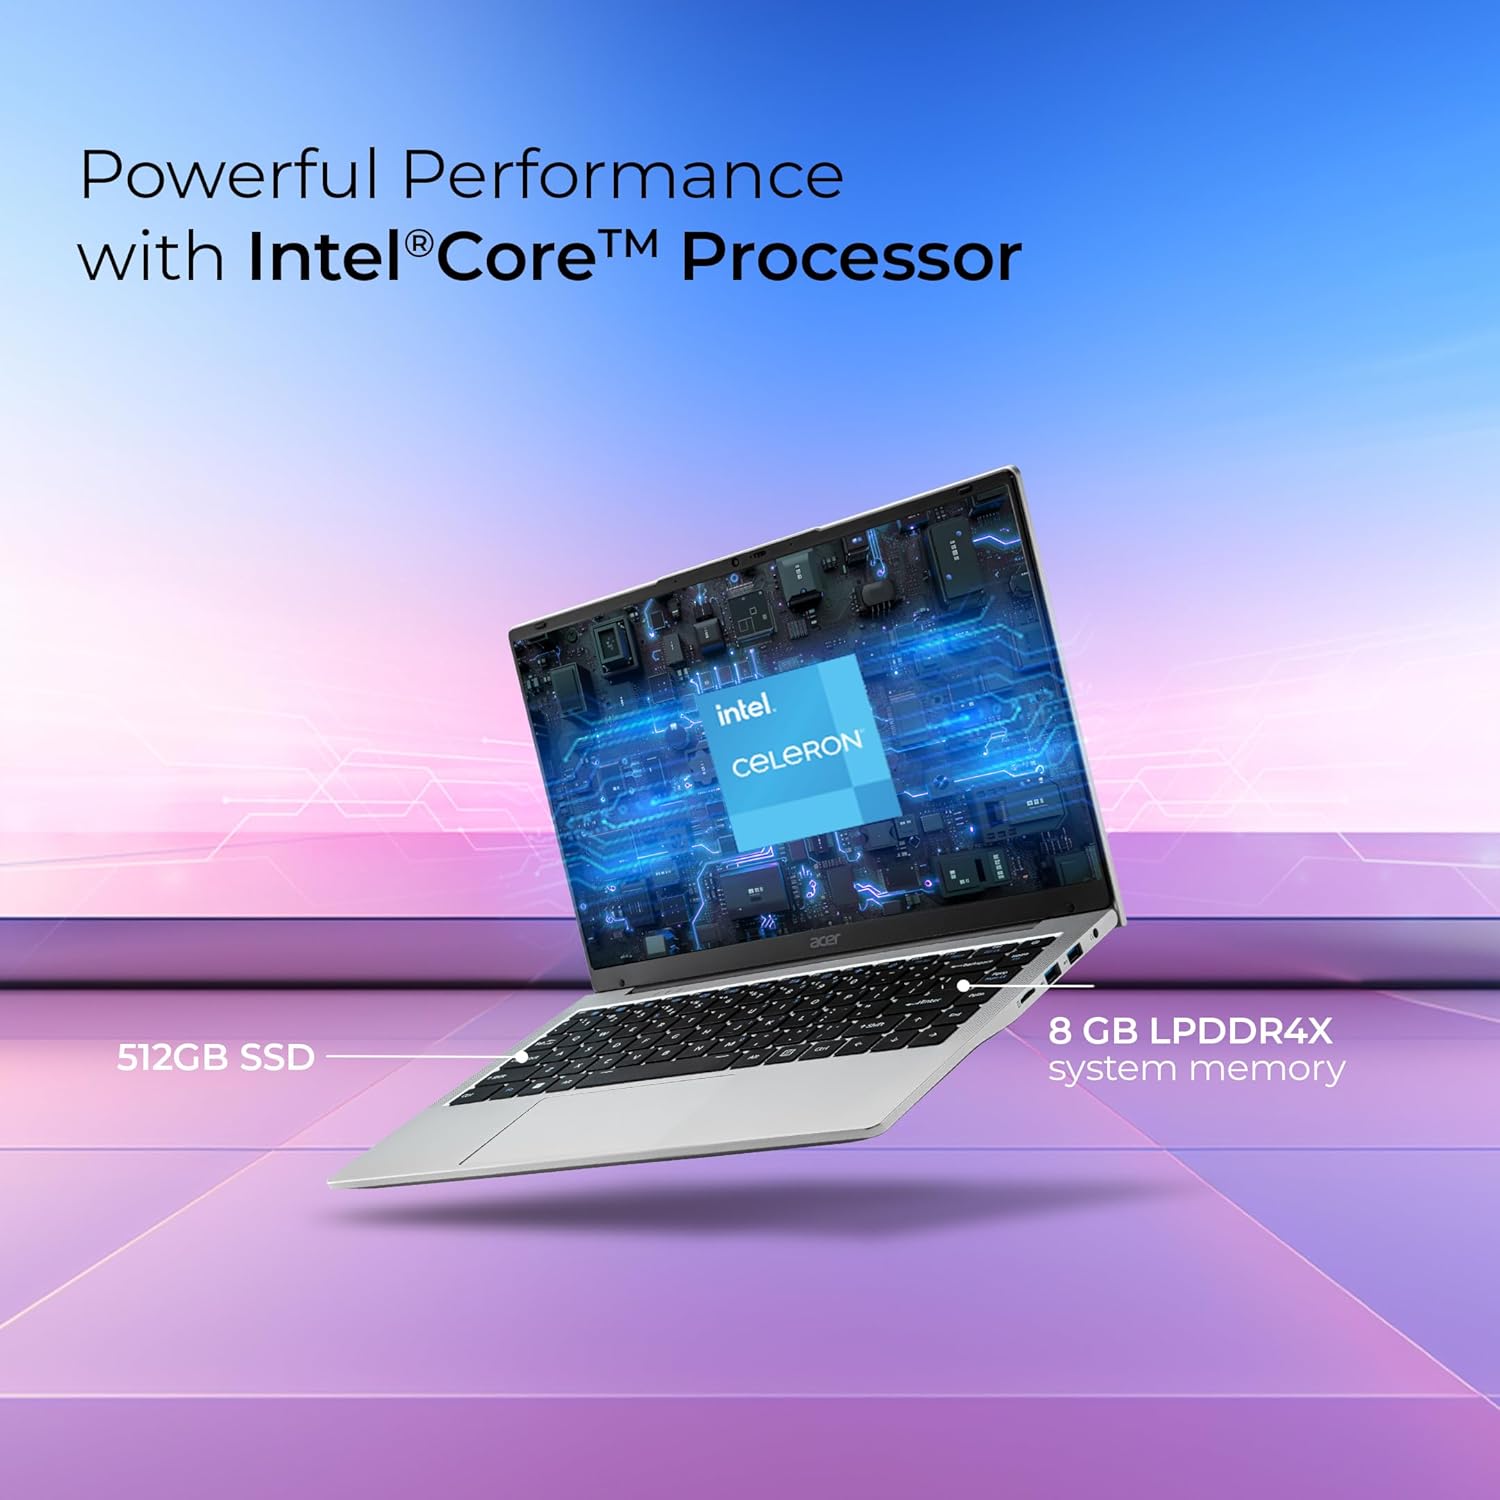 Powerful Performance
with Intel®Core™ Processor
intel.
CELERON
acer
512GB SSD
8 GB LPDDR4X
system memory